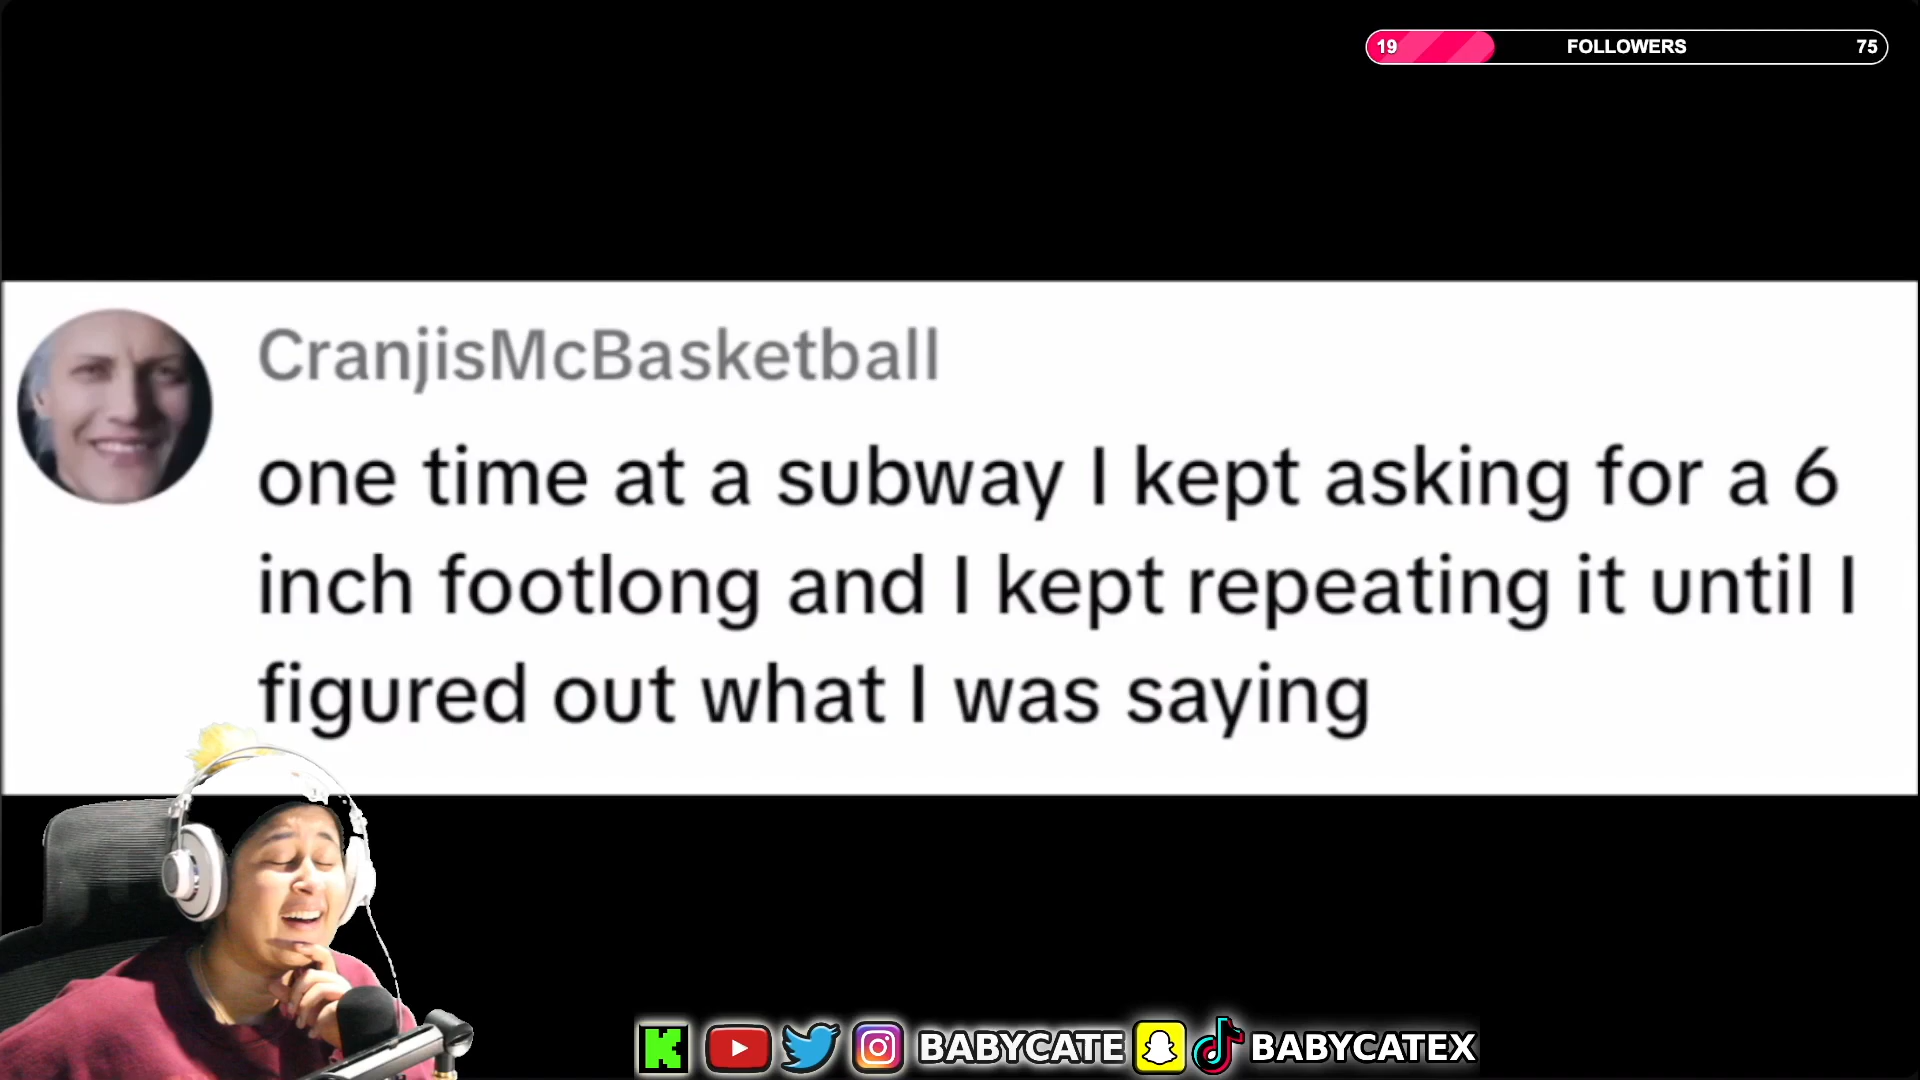 19 FOLLOWERS 75
CranjisMcBasketball
one time at a subway I kept asking for a 6
inch footlong and I kept repeating it until I
figured out what I was saying
BABYCATE BABYCATEX